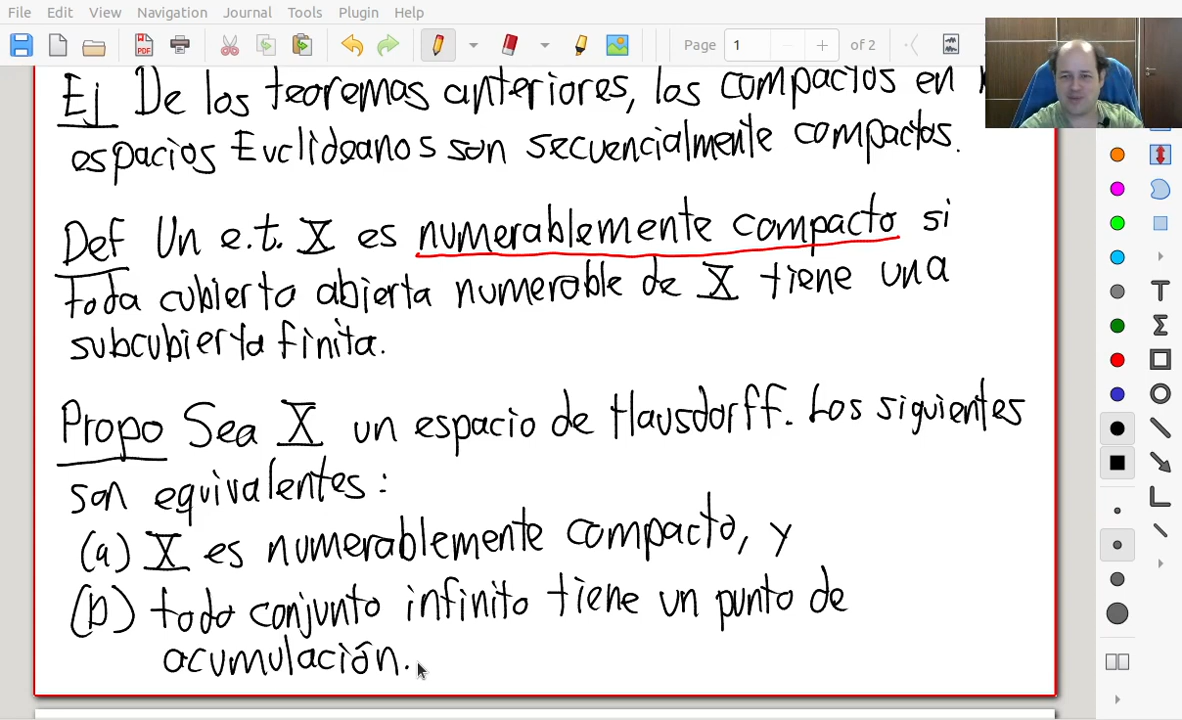 File Edit View Navigation Journal Tools Plugin Help
Page 1 of 2
Ej De los teoremas anteriores, los compactos en
espacios Euclideanos son secuencialmente compactos.
Def Un e.t. X es numerablemente compacto si
toda cubierta abierta numerable de X tiene una
subcubierta finita.
Propo Sea X un espacio de Hausdorff. Los siguientes
son equivalentes:
(a) X es numerablemente compacto, y
(b) todo conjunto infinito tiene un punto de
acumulación.